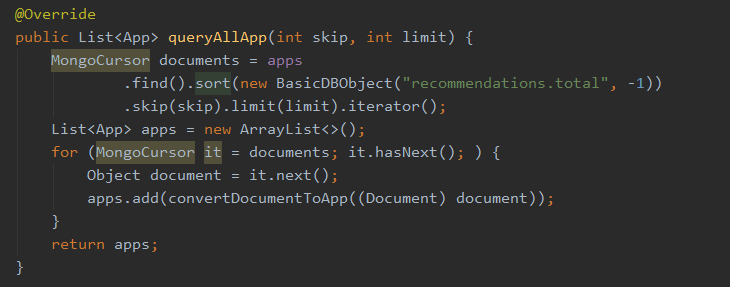 @Override
public List<App> queryAllApp(int skip, int limit) {
MongoCursor documents = apps
.find().sort(new BasicDBObject("recommendations.total", -1))
.skip(skip).limit(limit).iterator();
List<App> apps = new ArrayList<>();
for (MongoCursor it = documents; it.hasNext(); ) {
Object document = it.next();
apps.add(convertDocumentToApp((Document) document));
}
return apps;
}